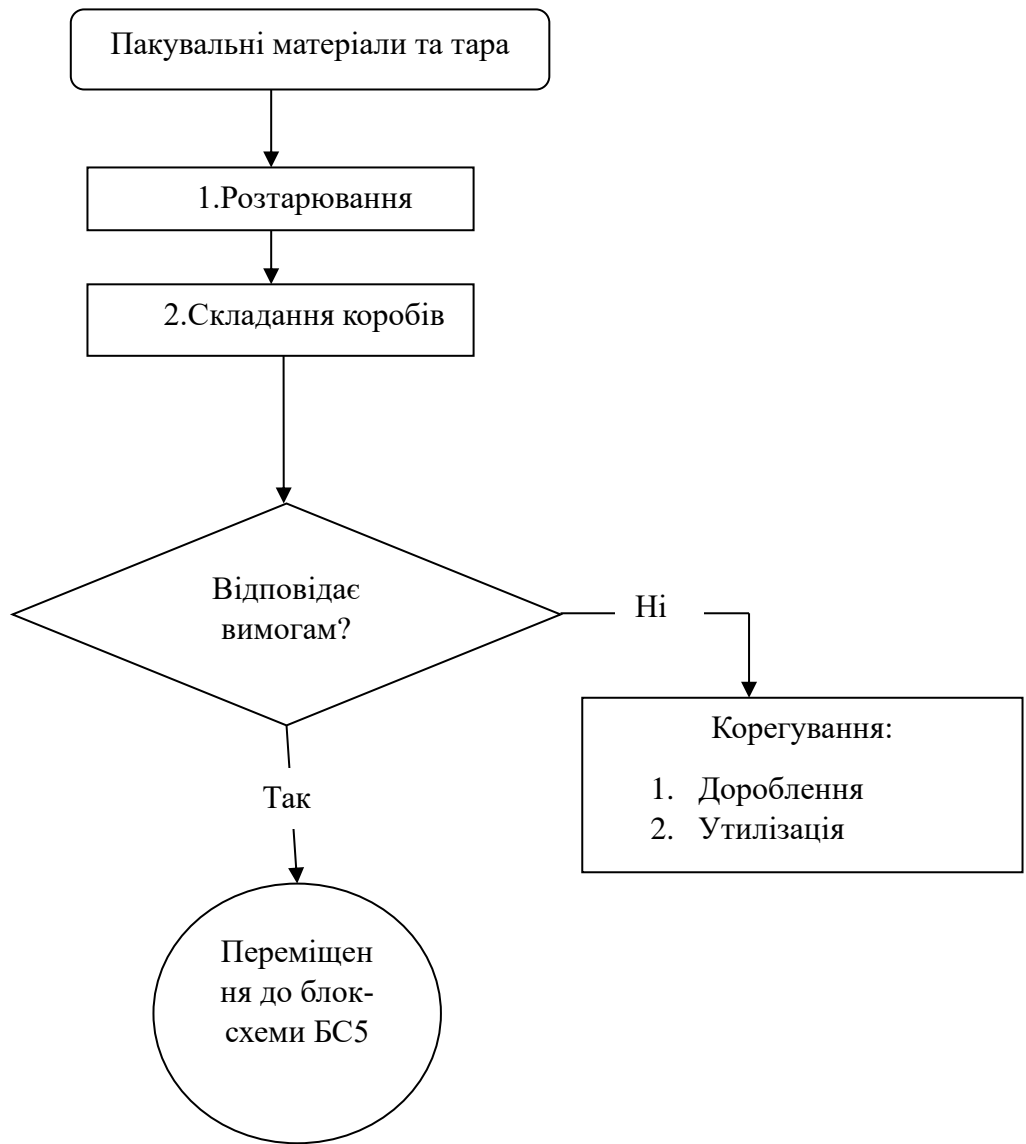 Пакувальні матеріали та тара
1.Розтарювання
2.Складання коробів
Відповідає
вимогам?
Ні
Корегування:
1. Дороблення
2. Утилізація
Так
Переміщен
ня до блок-
схеми БС5